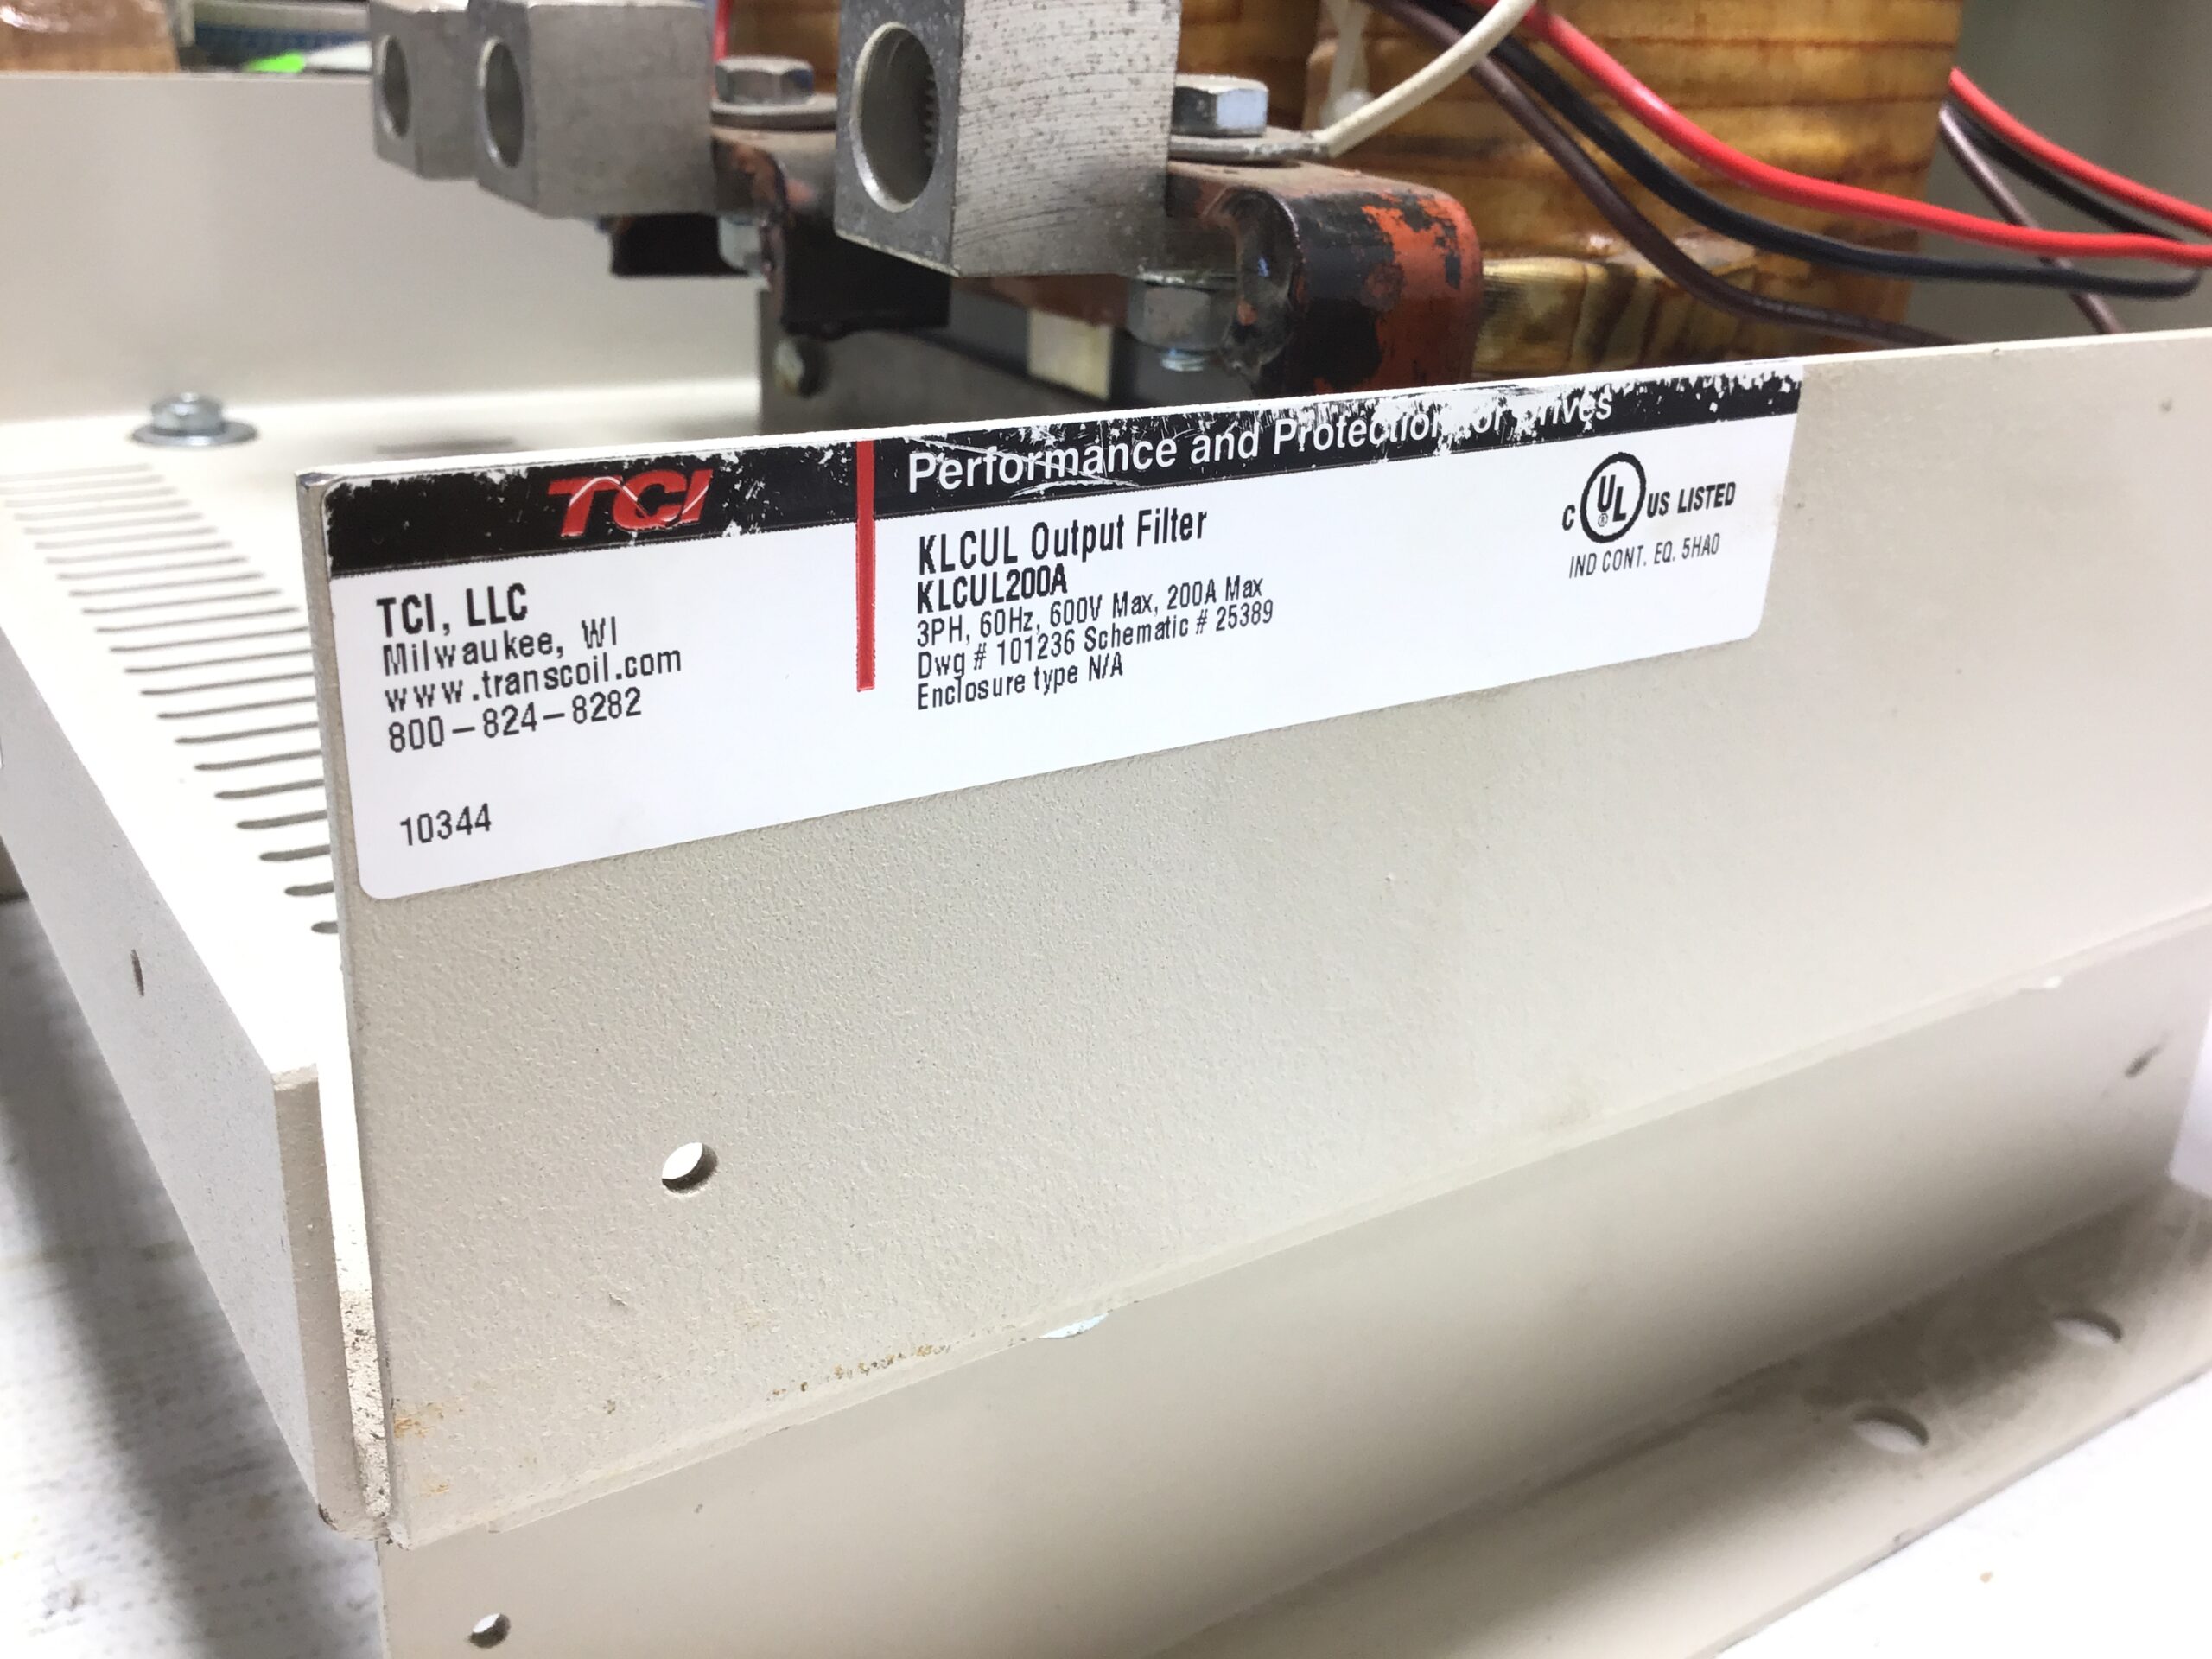 TCI
Performance and Protection for Drives
TCI, LLC
Milwaukee, WI
www.transcoil.com
800-824-8282
10344
KLCUL Output Filter
KLCUL200A
3PH, 60Hz, 600V Max, 200A Max
Dwg # 101236 Schematic # 25389
Enclosure type N/A
C UL ® US LISTED
IND CONT. EQ. 5HA0